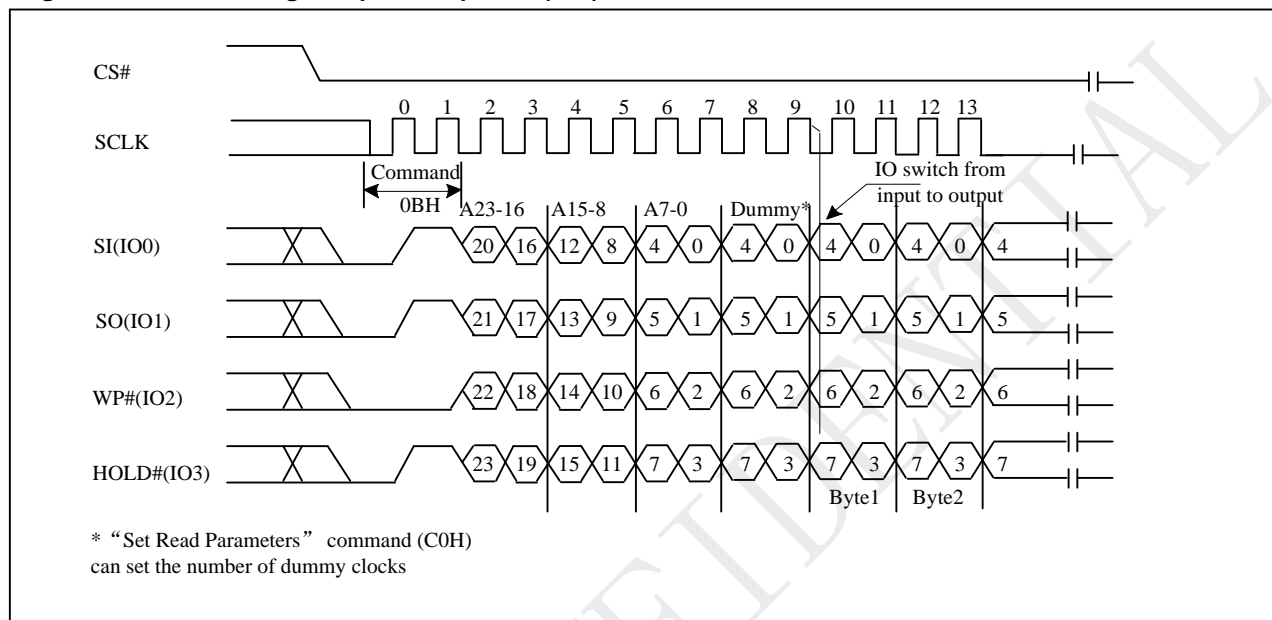 CS#
0 1 2 3 4 5 6 7 8 9 10 11 12 13
SCLK
Command
0BH
IO switch from
input to output
A23-16 A15-8 A7-0 Dummy*
SI(IO0) 20 16 12 8 4 0 4 0 4 0 4 0 4
SO(IO1) 21 17 13 9 5 1 5 1 5 1 5 1 5
WP#(IO2) 22 18 14 10 6 2 6 2 6 2 6 2 6
HOLD#(IO3) 23 19 15 11 7 3 7 3 7 3 7 3 7
Byte1 Byte2
* “Set Read Parameters” command (C0H)
can set the number of dummy clocks